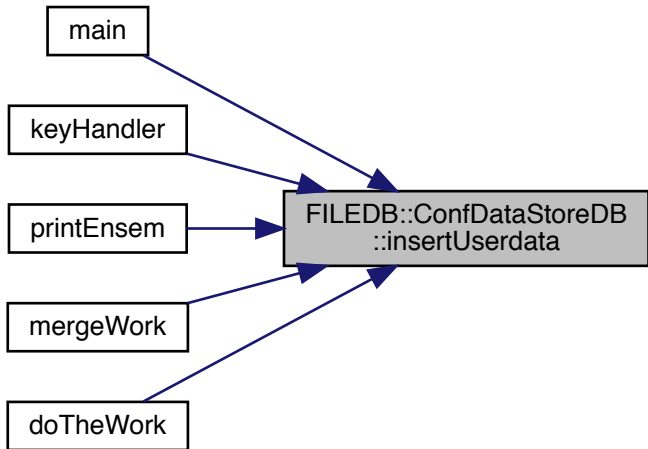 main
keyHandler
printEnsem
mergeWork
doTheWork
FILEDB::ConfDataStoreDB
::insertUserdata